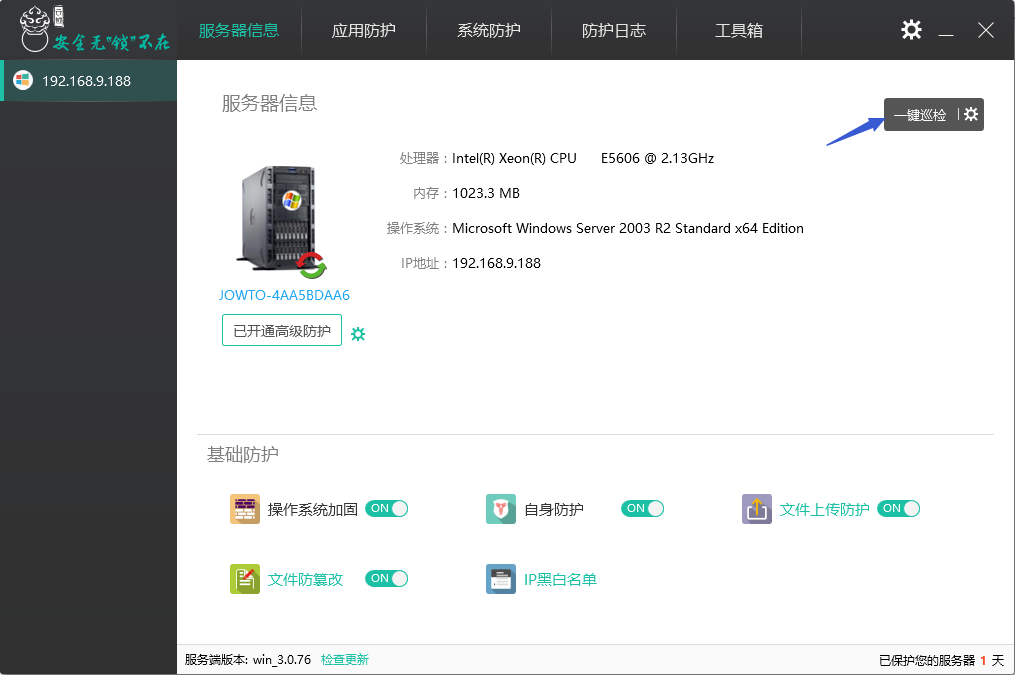 安全无“锁”不在
服务器信息
应用防护
系统防护
防护日志
工具箱
192.168.9.188
服务器信息
一键巡检
处理器：Intel(R) Xeon(R) CPU E5606 @ 2.13GHz
内存：1023.3 MB
操作系统：Microsoft Windows Server 2003 R2 Standard x64 Edition
IP地址：192.168.9.188
JOWTO-4AA5BDAA6
已开通高级防护
基础防护
操作系统加固 ON
自身防护 ON
文件上传防护 ON
文件防篡改 ON
IP黑白名单
服务端版本: win_3.0.76 检查更新
已保护您的服务器 1 天